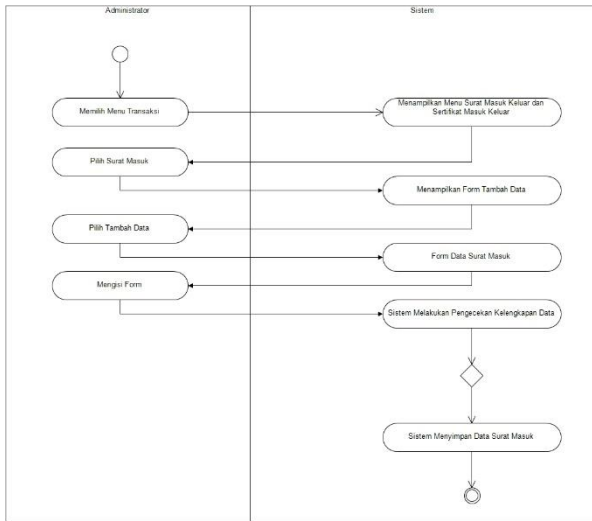 Administrator
Sistem
Memilih Menu Transaksi
Menampilkan Menu Surat Masuk Keluar dan
Sertifikat Masuk Keluar
Pilih Surat Masuk
Menampilkan Form Tambah Data
Pilih Tambah Data
Form Data Surat Masuk
Mengisi Form
Sistem Melakukan Pengecekan Kelengkapan Data
Sistem Menyimpan Data Surat Masuk